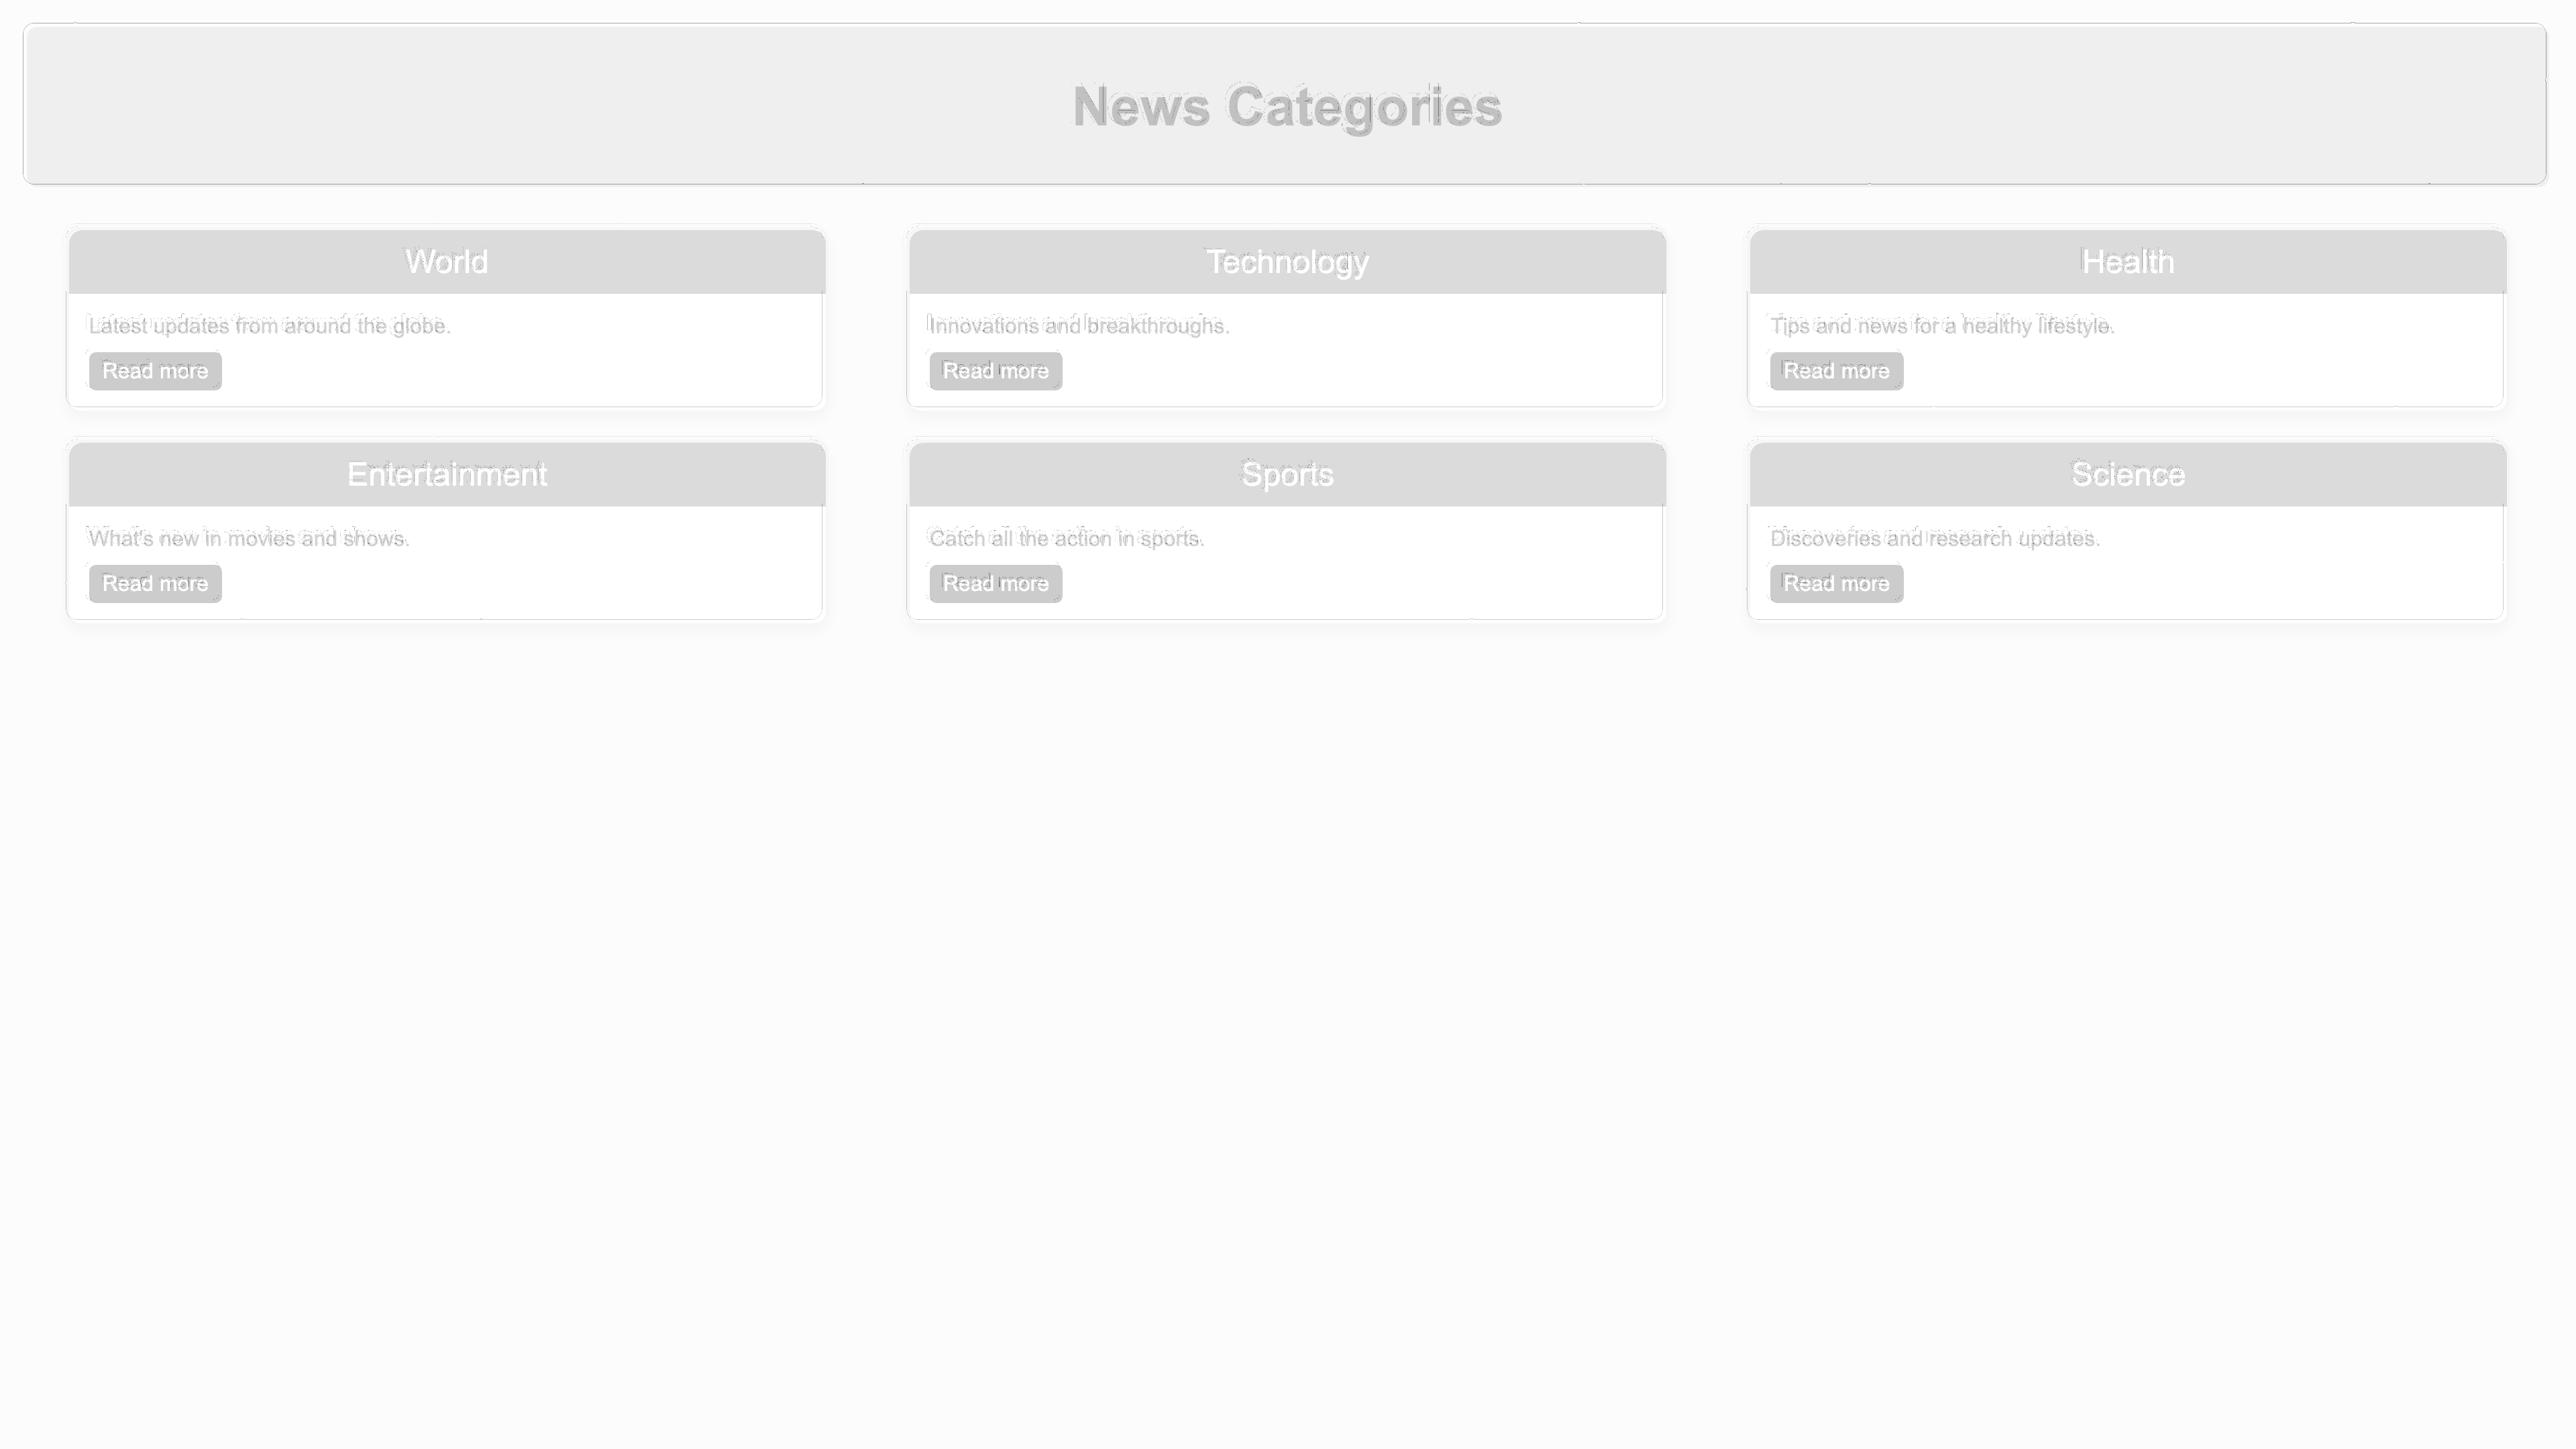 News Categories
World
Latest updates from around the globe.
Read more
Technology
Innovations and breakthroughs.
Read more
Health
Tips and news for a healthy lifestyle.
Read more
Entertainment
What's new in movies and shows.
Read more
Sports
Catch all the action in sports.
Read more
Science
Discoveries and research updates.
Read more